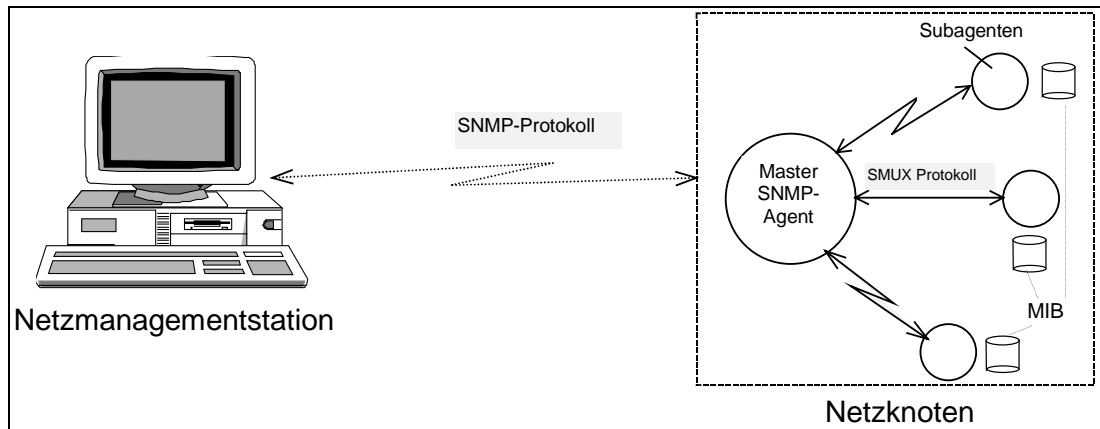 Subagenten
SNMP-Protokoll
Master
SNMP-
Agent
SMUX Protokoll
MIB
Netzmanagementstation
Netzknoten